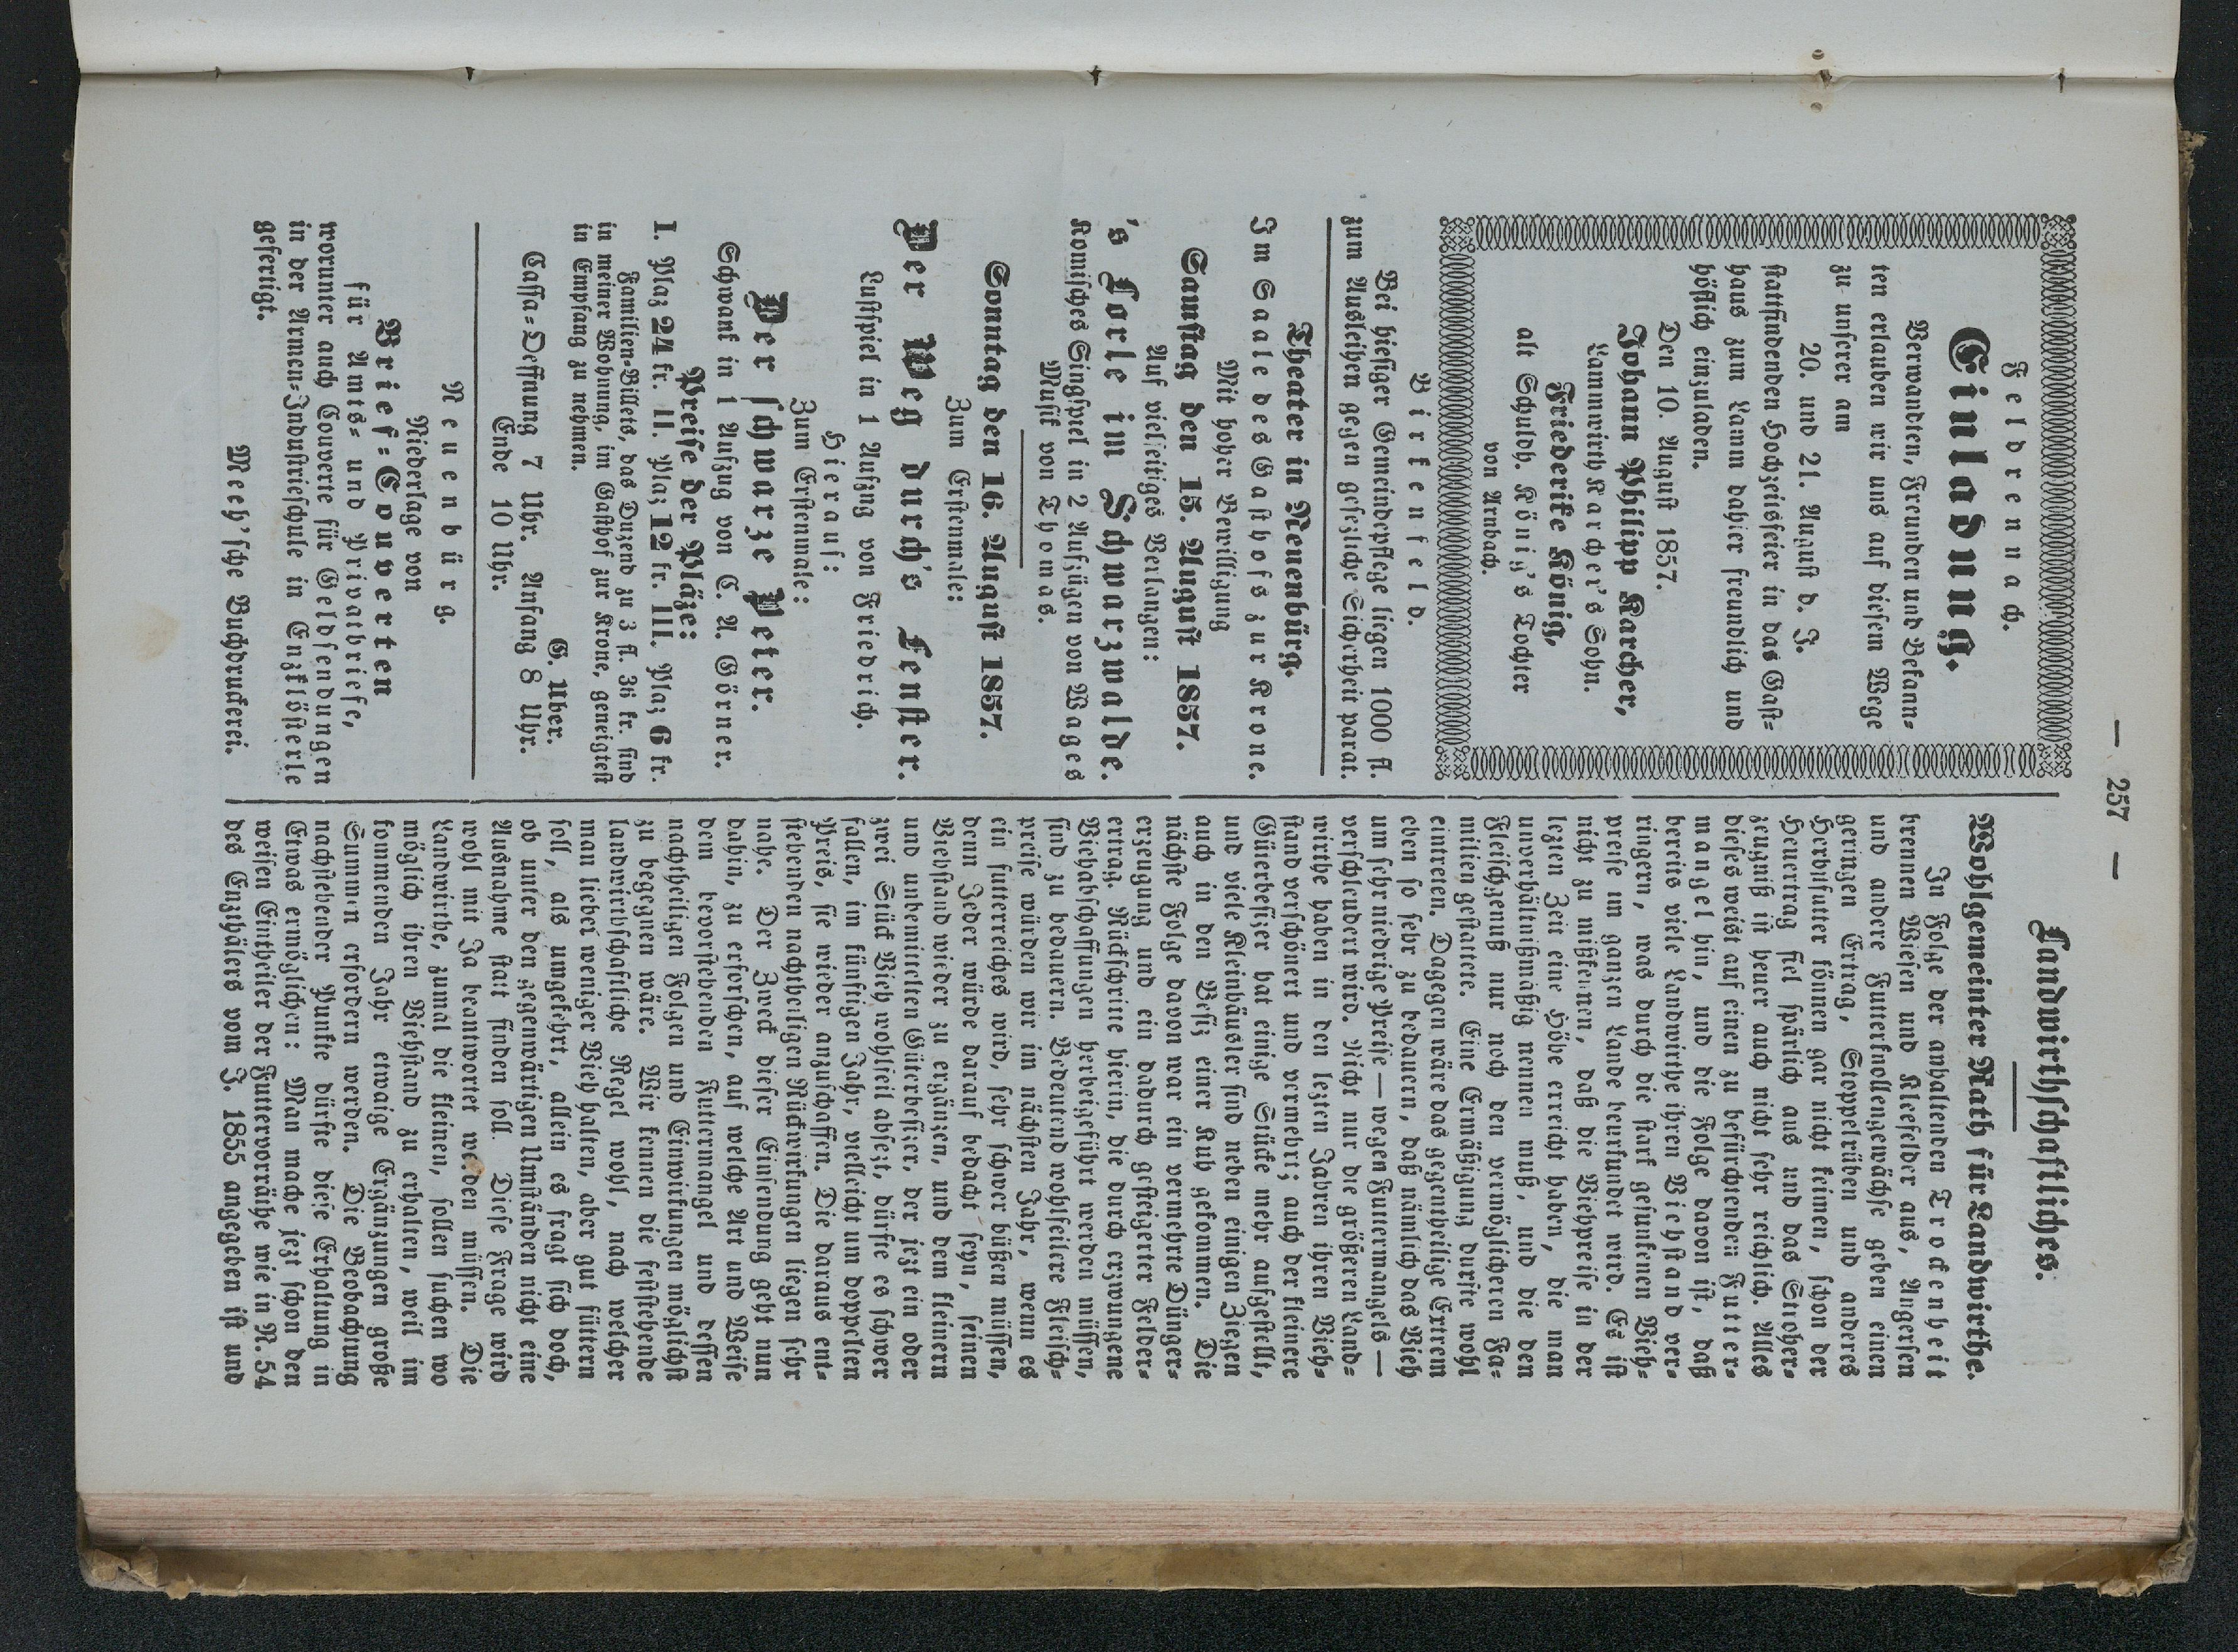 — 257 —
Feldrennach.
Einladung.
Verwandten, Freunden und Bekann-
ten erlauben wir uns auf diesem Wege
zu unserer am
20. und 21. August d. J.
stattfindenden Hochzeitsfeier in das Gast-
haus zum Lamm dahier freundlich und
höflich einzuladen.
Den 10. August 1857.
Johann Philipp Karcher,
Lammwirth Karcher's Sohn.
Friederike König,
alt Schuldh. König's Tochter
von Arnbach.
Birkenfeld.
Bei hiesiger Gemeindepflege liegen 1000 fl.
zum Ausleihen gegen gesezliche Sicherheit parat.
Theater in Neuenbürg.
Im Saale des Gasthofs zur Krone.
Mit hoher Bewilligung
Samstag den 15. August 1857.
Auf vielseitiges Verlangen:
's Lorle im Schwarzwalde.
Komisches Singspiel in 2 Aufzügen von Wages
Musik von Thomas.
Sonntag den 16. August 1857.
Zum Erstenmale:
Der Weg durch's Fenster.
Lustspiel in 1 Aufzug von Friedrich.
Hierauf:
Zum Erstenmale:
Der schwarze Peter.
Schwank in 1 Aufzug von C. A. Görner.
Preise der Pläze:
I. Plaz 24 kr. II. Plaz 12 kr. III. Plaz 6 kr.
Familien-Billets, das Duzend zu 3 fl. 36 kr. sind
in meiner Wohnung, im Gasthof zur Krone, geneigtest
in Empfang zu nehmen.
G. Uber.
Cassa-Oeffnung 7 Uhr. Anfang 8 Uhr.
Ende 10 Uhr.
Neuenbürg.
Niederlage von
Brief-Couverten
für Amts- und Privatbriefe,
worunter auch Couverte für Geldsendungen
in der Armen-Industrieschule in Enzklösterle
gefertigt.
Meeh'sche Buchdruckerei.
Landwirthschaftliches.
Wohlgemeinter Rath für Landwirthe.
In Folge der anhaltenden Trockenheit
brennen Wiesen und Kleefelder aus, Angersen
und andere Futterknollengewächse geben einen
geringen Ertrag, Stoppelrüben und anderes
Herbstfutter können gar nicht keimen, schon der
Heuertrag fiel spärlich aus und das Stroher-
zeugniß ist heuer auch nicht sehr reichlich. Alles
dieses weist auf einen zu befürchtenden Futter-
mangel hin, und die Folge davon ist, daß
bereits viele Landwirthe ihren Viehstand ver-
ringern, was durch die stark gesunkenen Vieh-
preise im ganzen Lande beurkundet wird. Es ist
nicht zu mißkennen, daß die Viehpreise in der
lezten Zeit eine Höhe erreicht haben, die man
unverhältnißmäßig nennen muß, und die den
Fleischgenuß nur noch den vermöglicheren Fa-
milien gestattete. Eine Ermäßigung durfte wohl
eintreten. Dagegen wäre das gegentheilige Extrem
eben so sehr zu bedauern, daß nämlich das Vieh
um sehr niedrige Preise — wegen Futtermangels —
verschleudert wird. Nicht nur die größeren Land-
wirthe haben in den lezten Jahren ihren Vieh-
stand verschönert und vermehrt; auch der kleinere
Güterbesizer hat einige Stücke mehr aufgestellt,
und viele Kleinhäusler sind neben einigen Ziegen
auch in den Besiz einer Kuh gekommen. Die
nächste Folge davon war ein vermehrte Dünger-
erzeugung und ein dadurch gesteigerter Felder-
ertrag. Rückschritte hierin, die durch erzwungene
Viehabschaffungen herbeigeführt werden müssen,
sind zu bedauern. Bedeutend wohlfeilere Fleisch-
preise würden wir im nächsten Jahr, wenn es
ein futterreiches wird, sehr schwer büßen müssen,
denn Jeder würde darauf bedacht seyn, seinen
Viehstand wieder zu ergänzen, und dem kleinern
und unbemittelten Güterbesizer, der jezt ein oder
zwei Stück Vieh wohlfeil absezt, dürfte es schwer
fallen, im künftigen Jahr, vielleicht um doppelten
Preis, sie wieder anzuschaffen. Die daraus ent-
stehenden nachtheiligen Rückwirkungen liegen sehr
nahe. Der Zweck dieser Einsendung geht nun
dahin, zu erforschen, auf welche Art und Weise
dem bevorstehenden Futtermangel und dessen
nachtheiligen Folgen und Einwirkungen möglichst
zu begegnen wäre. Wir kennen die feststehende
landwirthschaftliche Regel wohl, nach welcher
man lieber weniger Vieh halten, aber gut füttern
soll, als umgekehrt, allein es fragt sich doch,
ob unter den gegenwärtigen Umständen nicht eine
Ausnahme statt finden soll. Diese Frage wird
wohl mit Ja beantwortet werden müssen. Die
Landwirthe, zumal die kleinen, sollen suchen wo
möglich ihren Viehstand zu erhalten, weil im
kommenden Jahr etwaige Ergänzungen große
Summen erfordern werden. Die Beobachtung
nachstehender Punkte dürfte diese Erhaltung in
Etwas ermöglichen: Man mache jezt schon den
weisen Eintheiler der Futtervorräthe wie in N. 54
des Enzthälers vom J. 1855 angegeben ist und